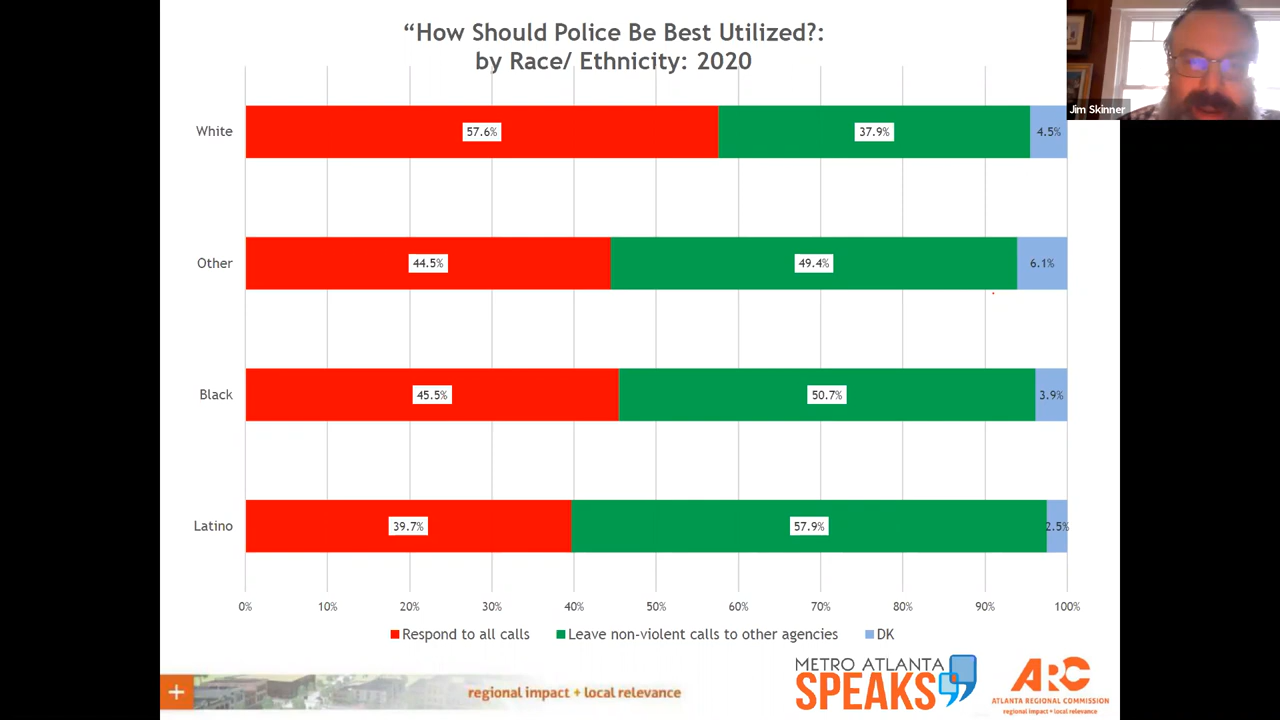 “How Should Police Be Best Utilized?:
by Race/ Ethnicity: 2020
Jim Skinner
White
57.6%
37.9%
4.5%
Other
44.5%
49.4%
6.1%
Black
45.5%
50.7%
3.9%
Latino
39.7%
57.9%
2.5%
0%
10%
20%
30%
40%
50%
60%
70%
80%
90%
100%
Respond to all calls
Leave non-violent calls to other agencies
DK
+
regional impact + local relevance
METRO ATLANTA
SPEAKS
ARC
ATLANTA REGIONAL COMMISSION
regional impact + local relevance